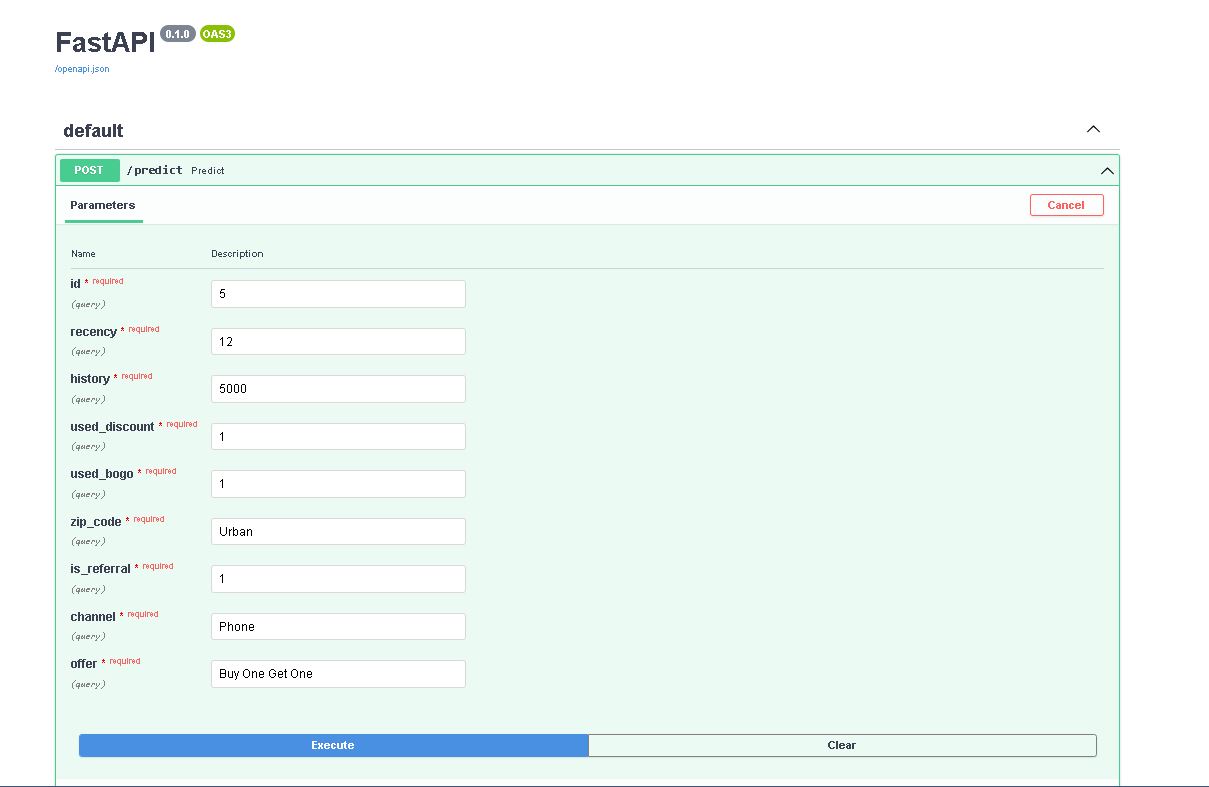 FastAPI 0.1.0 OAS3
/openapi.json
default
POST /predict Predict
Parameters Cancel
Name Description
id * required
(query)
5
recency * required
(query)
12
history * required
(query)
5000
used_discount * required
(query)
1
used_bogo * required
(query)
1
zip_code * required
(query)
Urban
is_referral * required
(query)
1
channel * required
(query)
Phone
offer * required
(query)
Buy One Get One
Execute Clear